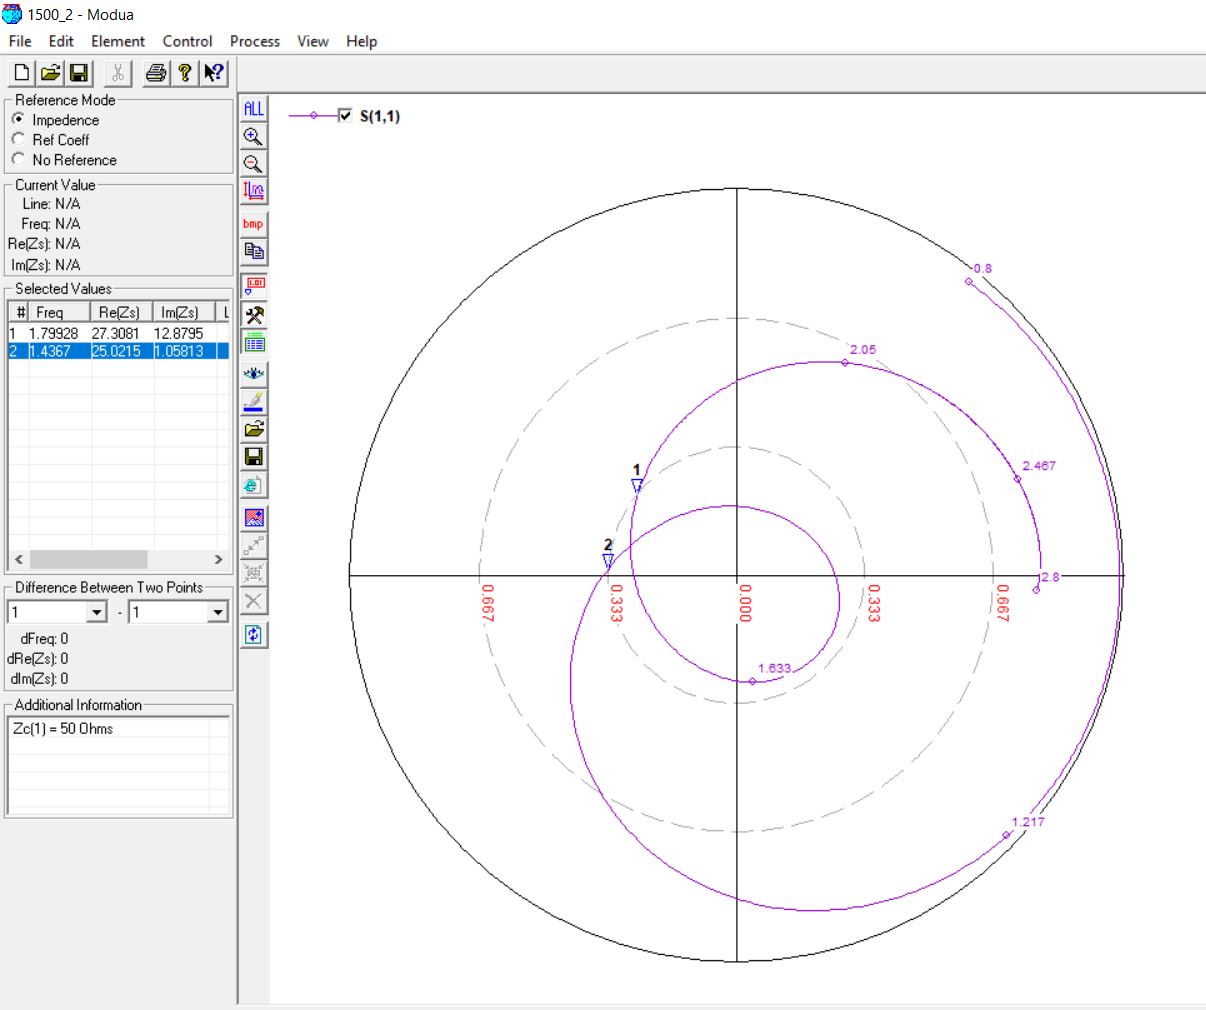 1500_2 - Modua
File Edit Element Control Process View Help
Reference Mode
Impedence
Ref Coeff
No Reference
Current Value
Line: N/A
Freq: N/A
Re(Zs): N/A
Im(Zs): N/A
Selected Values
# Freq Re(Zs) Im(Zs) L
1 1.79928 27.3081 12.8795
2 1.4367 25.0215 1.05813
Difference Between Two Points
1 - 1
dFreq: 0
dRe(Zs): 0
dIm(Zs): 0
Additional Information
Zc(1) = 50 Ohms
ALL
bmp
1.01
S(1,1)
0.8
2.05
2.467
1
2
2.8
0.667
0.333
0.000
0.333
0.667
1.633
1.217